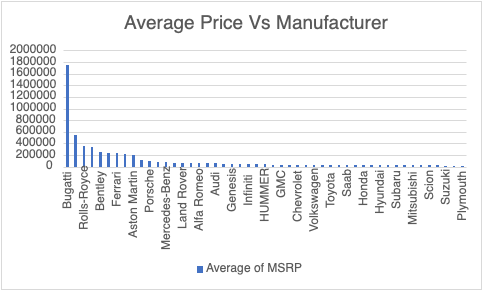 Average Price Vs Manufacturer
2000000
1800000
1600000
1400000
1200000
1000000
800000
600000
400000
200000
0
Bugatti
Rolls-Royce
Bentley
Ferrari
Aston Martin
Porsche
Mercedes-Benz
Land Rover
Alfa Romeo
Audi
Genesis
Infiniti
HUMMER
GMC
Chevrolet
Volkswagen
Toyota
Saab
Honda
Hyundai
Subaru
Mitsubishi
Scion
Suzuki
Plymouth
Average of MSRP